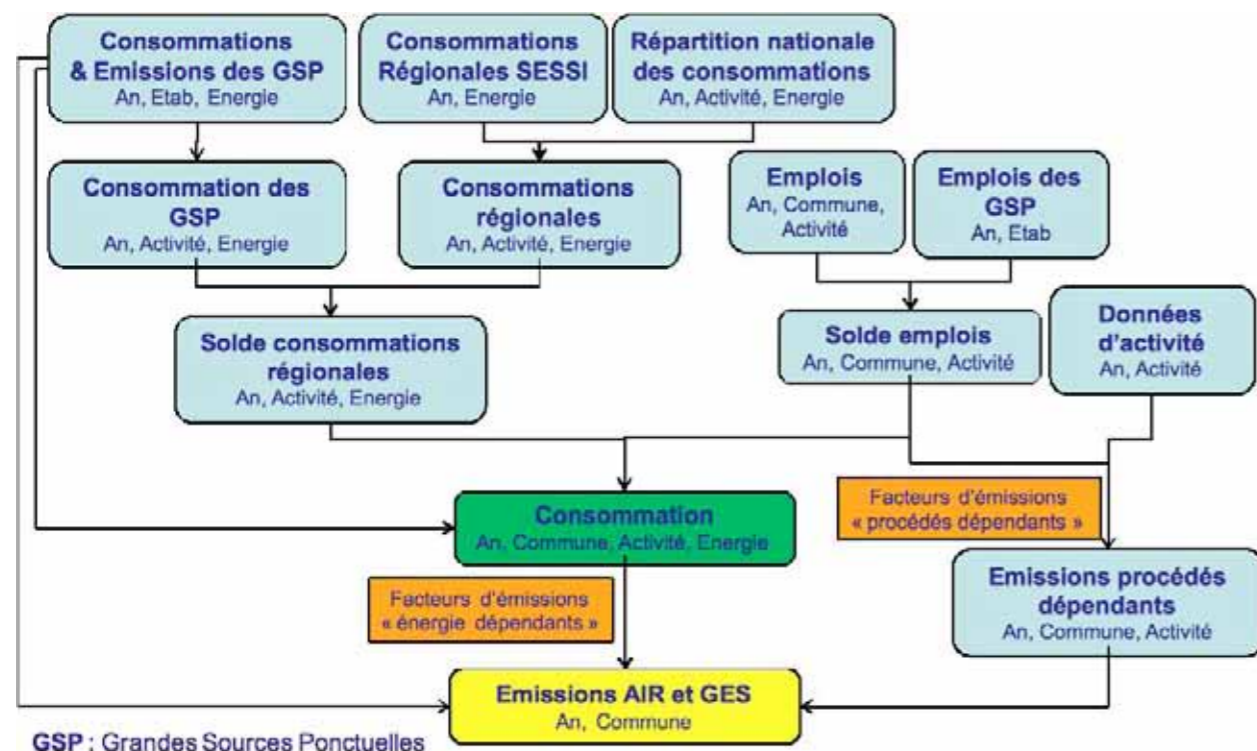 Consommations
& Emissions des GSP
An, Etab, Energie
Consommations
Régionales SESSI
An, Energie
Répartition nationale
des consommations
An, Activité, Energie
Consommation des
GSP
An, Activité, Energie
Consommations
régionales
An, Activité, Energie
Emplois
An, Commune,
Activité
Emplois des
GSP
An, Etab
Solde consommations
régionales
An, Activité, Energie
Solde emplois
An, Commune, Activité
Données
d'activité
An, Activité
Consommation
An, Commune, Activité, Energie
Facteurs d'émissions
« procédés dépendants »
Facteurs d'émissions
« énergie dépendants »
Emissions procédés
dépendants
An, Commune, Activité
Emissions AIR et GES
An, Commune
GSP : Grandes Sources Ponctuelles